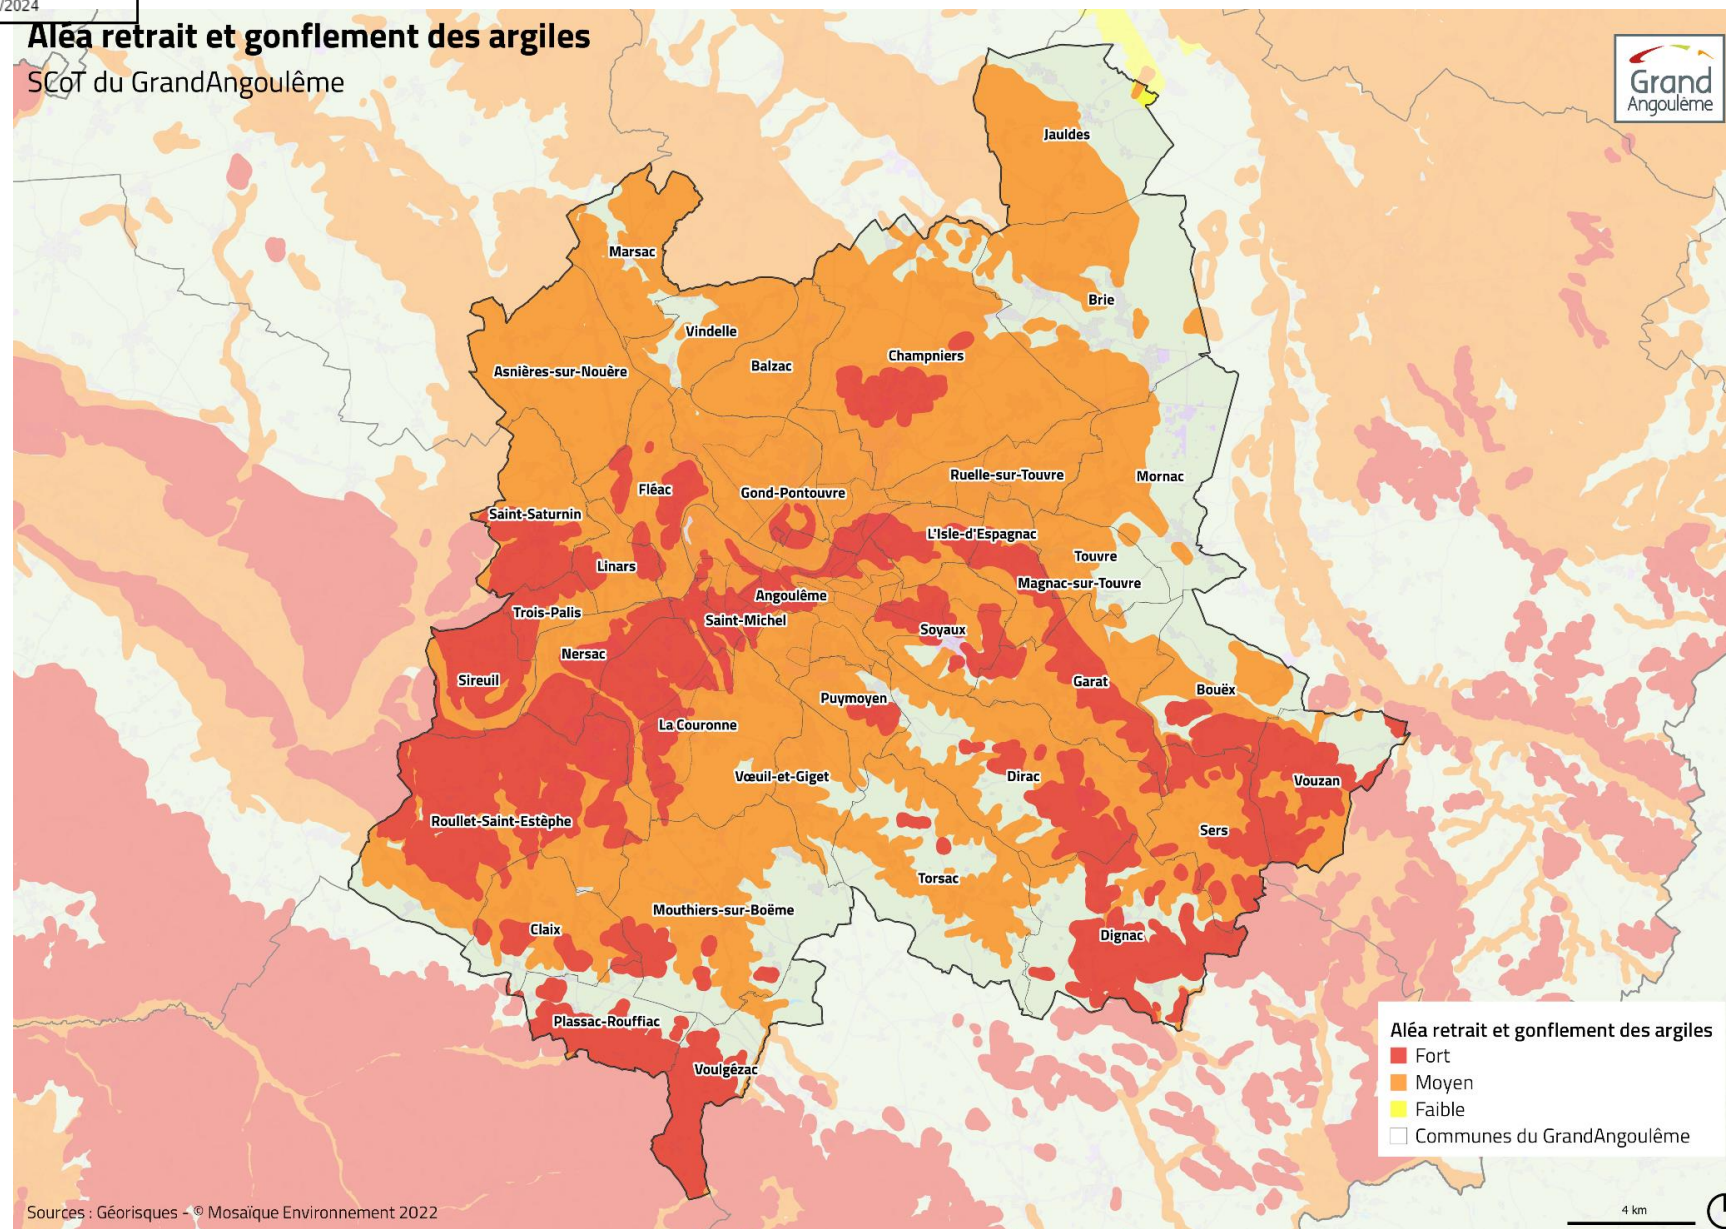 /2024
Aléa retrait et gonflement des argiles
SCoT du GrandAngoulême
Grand
Angoulême
Jauldes
Marsac
Brie
Vindelle
Champniers
Balzac
Asnières-sur-Nouère
Ruelle-sur-Touvre
Mornac
Fléac
Gond-Pontouvre
Saint-Saturnin
L'Isle-d'Espagnac
Touvre
Linars
Magnac-sur-Touvre
Angoulême
Trois-Palis
Saint-Michel
Soyaux
Nersac
Sireuil
Garat
Bouëx
Puymoyen
La Couronne
Vœuil-et-Giget
Dirac
Vouzan
Roullet-Saint-Estèphe
Sers
Torsac
Mouthiers-sur-Boëme
Claix
Dignac
Plassac-Rouffiac
Voulgézac
Aléa retrait et gonflement des argiles
Fort
Moyen
Faible
Communes du GrandAngoulême
4 km
Sources : Géorisques - © Mosaïque Environnement 2022